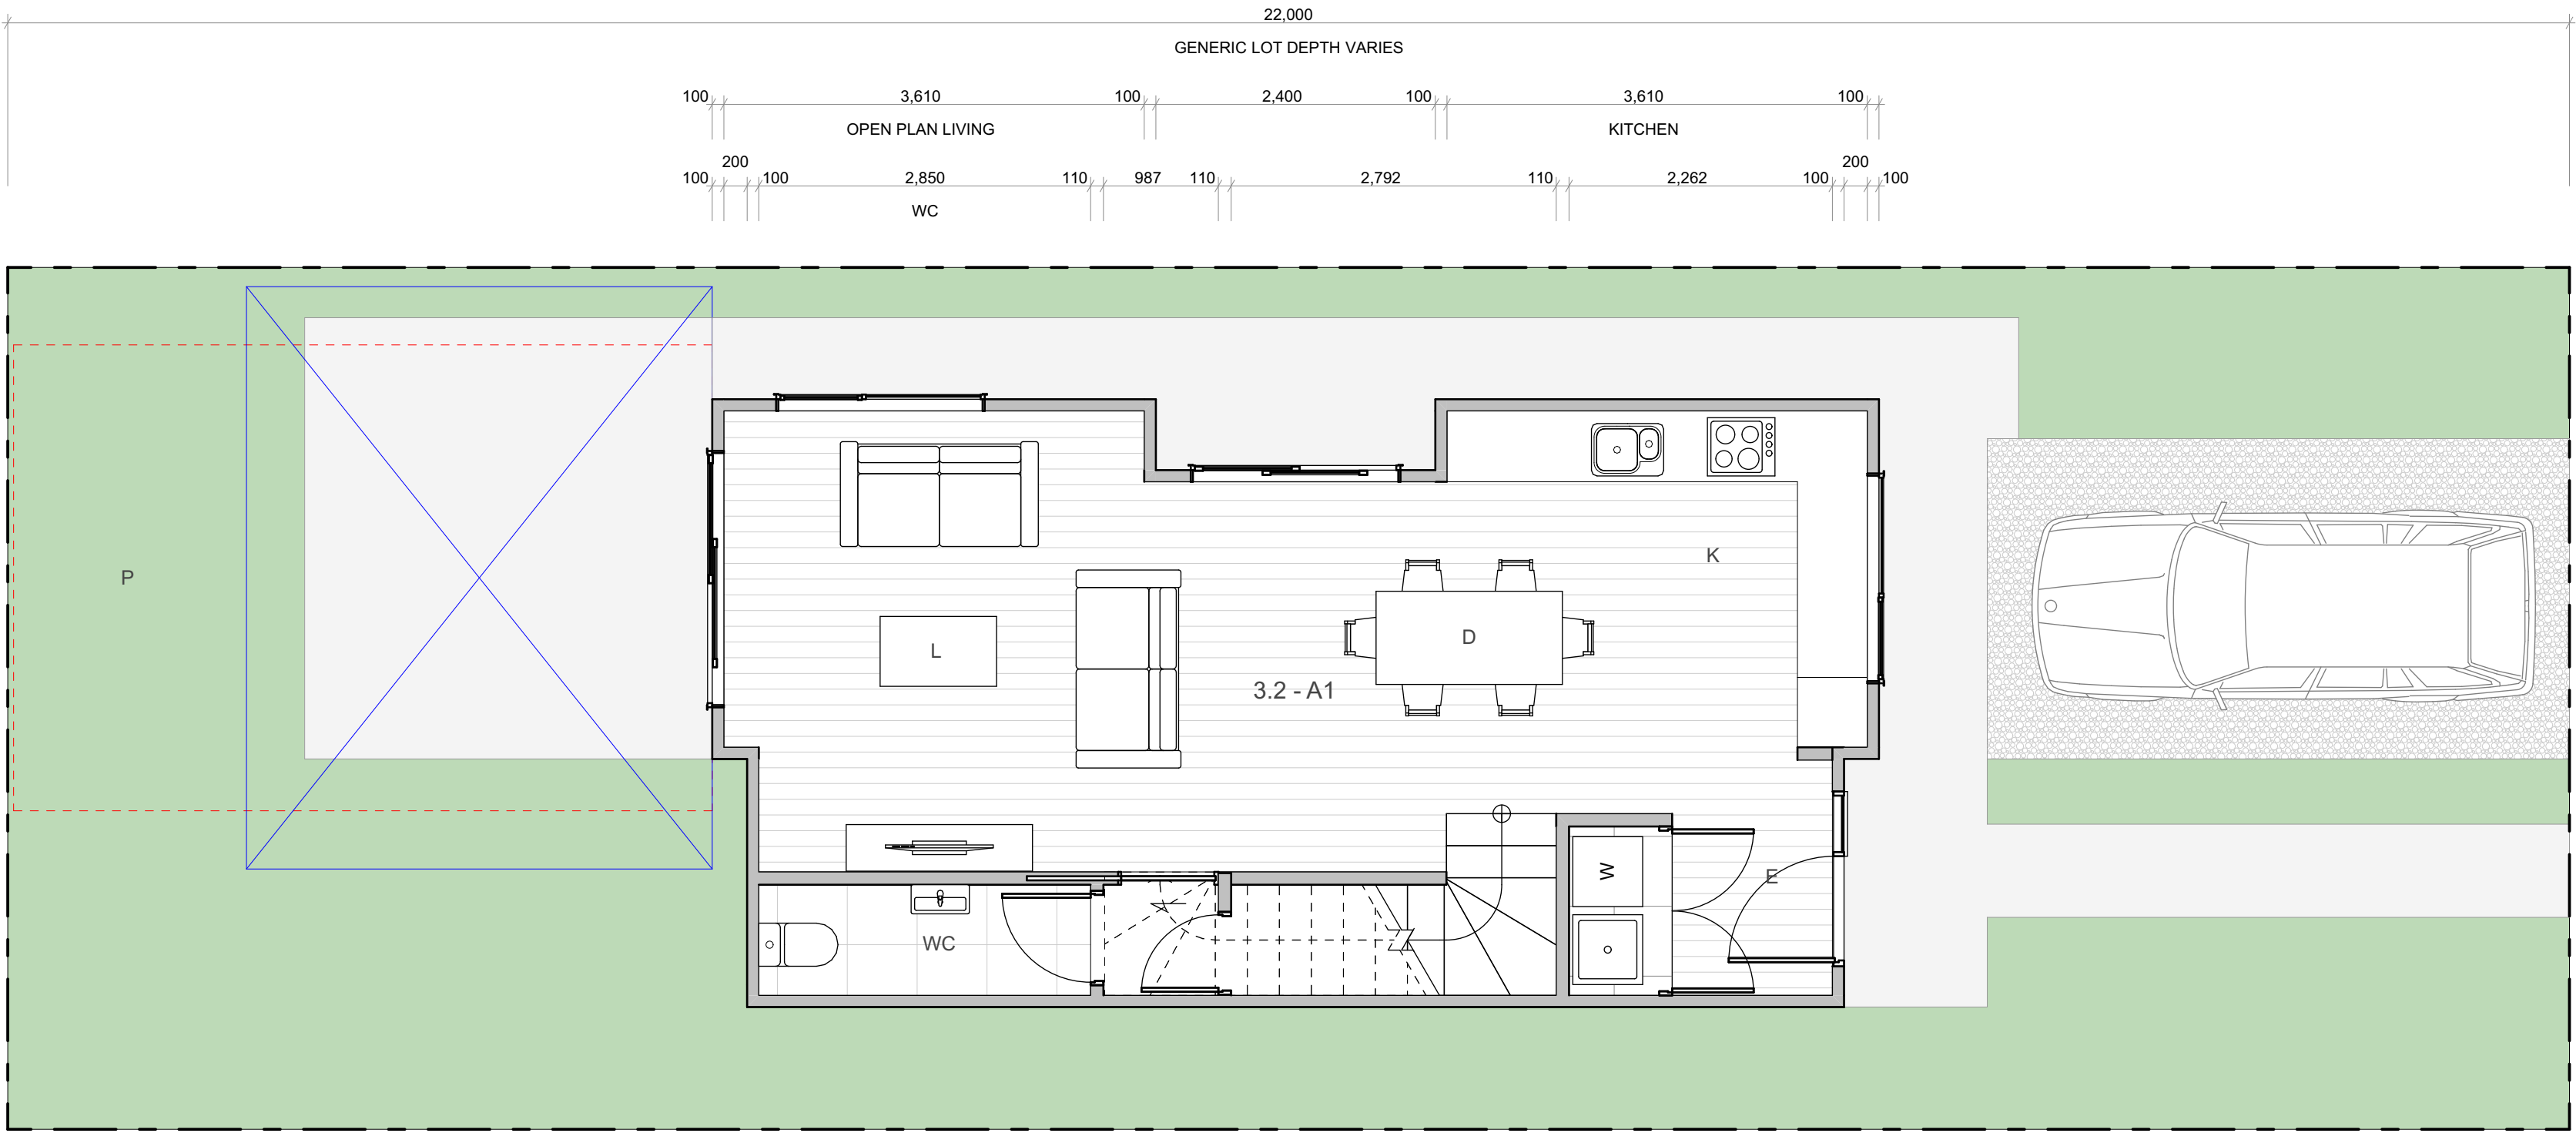 22,000
GENERIC LOT DEPTH VARIES
100 3,610 100 2,400 100 3,610 100
OPEN PLAN LIVING KITCHEN
200 200
100 100 2,850 110 987 110 2,792 110 2,262 100 100
WC
K
P
D
L
3.2 - A1
W
E
WC